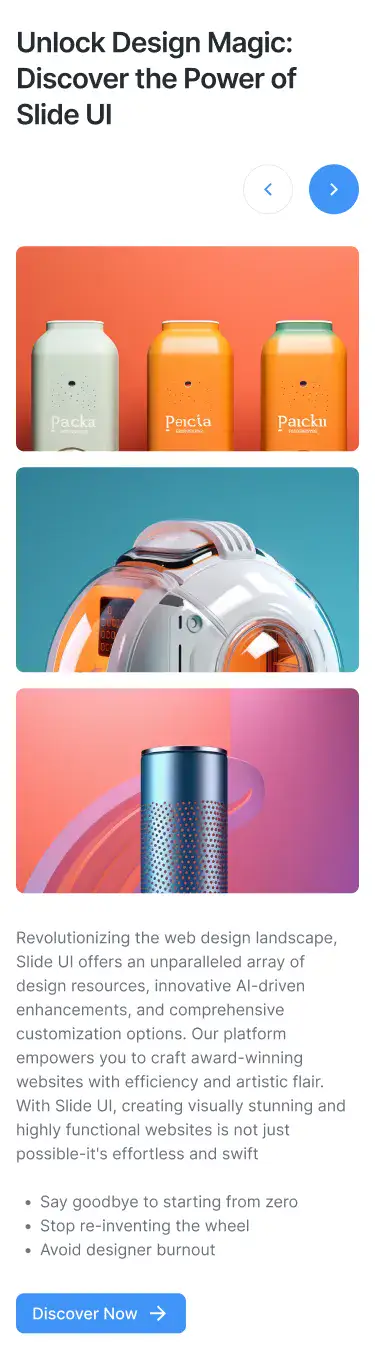 Unlock Design Magic:
Discover the Power of
Slide UI
Packa
Pencia
Revolutionizing the web design landscape,
Slide UI offers an unparalleled array of
design resources, innovative AI-driven
enhancements, and comprehensive
customization options. Our platform
empowers you to craft award-winning
websites with efficiency and artistic flair.
With Slide UI, creating visually stunning and
highly functional websites is not just
possible-it's effortless and swift
• Say goodbye to starting from zero
• Stop re-inventing the wheel
• Avoid designer burnout
Discover Now